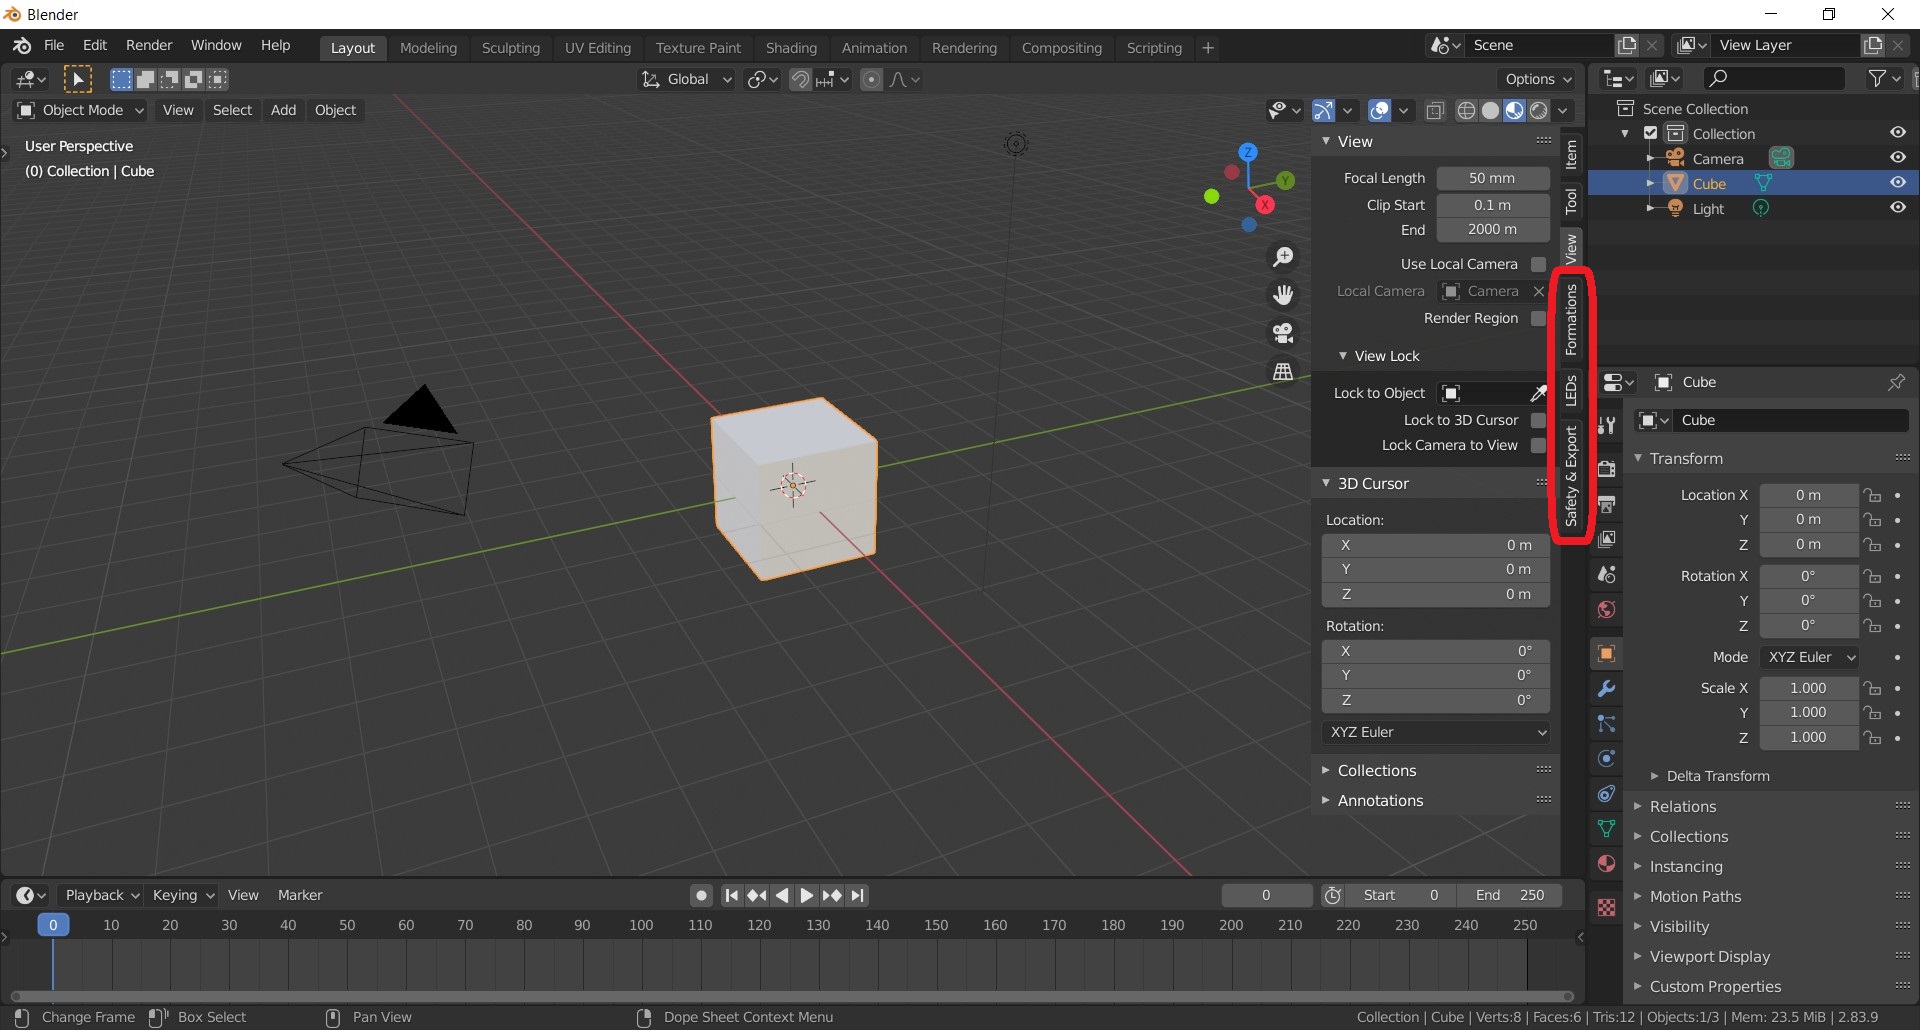 Blender
File Edit Render Window Help Layout Modeling Sculpting UV Editing Texture Paint Shading Animation Rendering Compositing Scripting + Scene View Layer
Global Options
Object Mode View Select Add Object
User Perspective
(0) Collection | Cube
Z
Y
X
View
Focal Length 50 mm
Clip Start 0.1 m
End 2000 m
Use Local Camera
Local Camera Camera
Render Region
View Lock
Lock to Object
Lock to 3D Cursor
Lock Camera to View
3D Cursor
Location:
X 0 m
Y 0 m
Z 0 m
Rotation:
X 0°
Y 0°
Z 0°
XYZ Euler
Collections
Annotations
Item
Tool
View
Formations
LEDs
Safety & Export
Scene Collection
Collection
Camera
Cube
Light
Cube
Cube
Transform
Location X 0 m
Y 0 m
Z 0 m
Rotation X 0°
Y 0°
Z 0°
Mode XYZ Euler
Scale X 1.000
Y 1.000
Z 1.000
Delta Transform
Relations
Collections
Instancing
Motion Paths
Visibility
Viewport Display
Custom Properties
Playback Keying View Marker 0 Start 0 End 250
0 10 20 30 40 50 60 70 80 90 100 110 120 130 140 150 160 170 180 190 200 210 220 230 240 250
Change Frame Box Select Pan View Dope Sheet Context Menu Collection | Cube | Verts:8 | Faces:6 | Tris:12 | Objects:1/3 | Mem: 23.5 MiB | 2.83.9